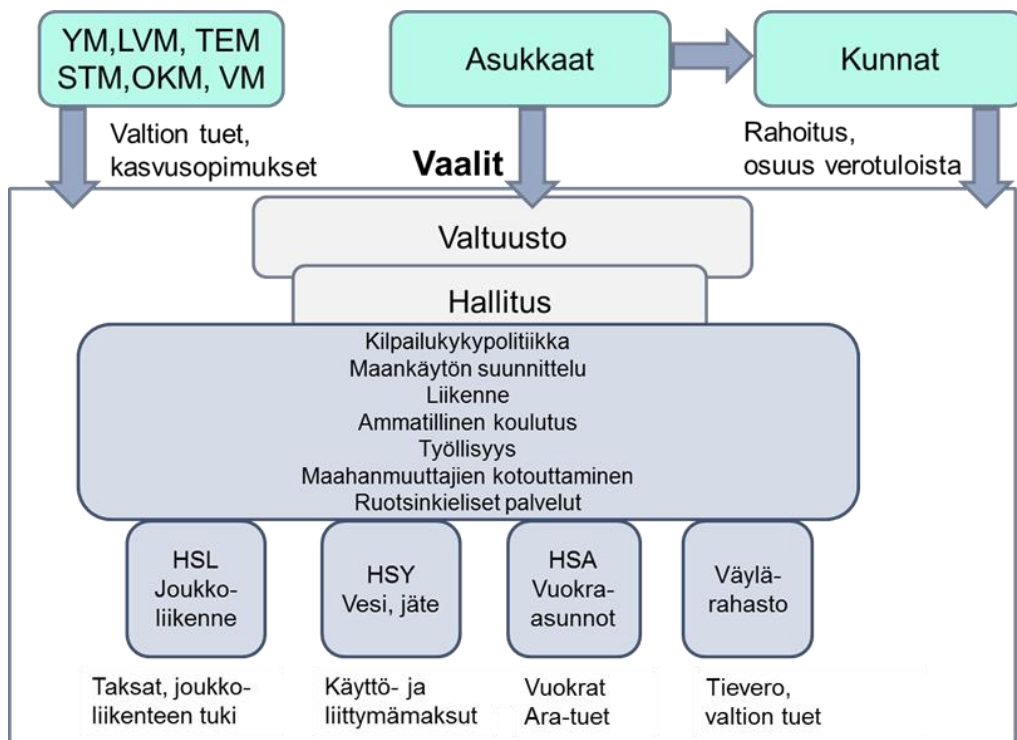 YM,LVM, TEM
STM,OKM, VM
Asukkaat
Kunnat
Valtion tuet,
kasvusopimukset
Vaalit
Rahoitus,
osuus verotuloista
Valtuusto
Hallitus
Kilpailukykypolitiikka
Maankäytön suunnittelu
Liikenne
Ammatillinen koulutus
Työllisyys
Maahanmuuttajien kotouttaminen
Ruotsinkieliset palvelut
HSL
Joukko-
liikenne
HSY
Vesi, jäte
HSA
Vuokra-
asunnot
Väylä-
rahasto
Taksat, joukko-
liikenteen tuki
Käyttö- ja
liittymämaksut
Vuokrat
Ara-tuet
Tievero,
valtion tuet